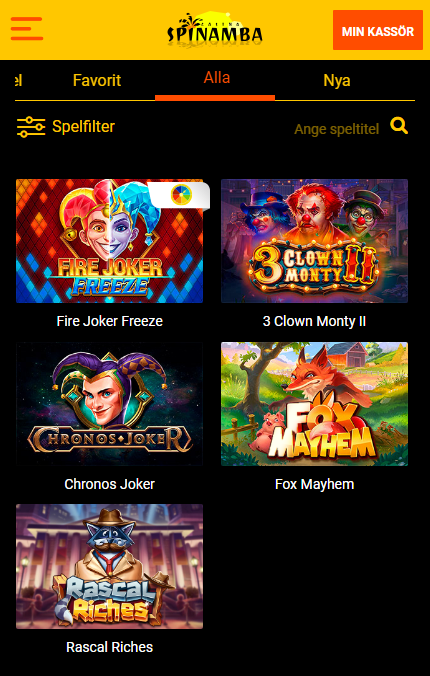 CASINO
SPINAMBA
MIN KASSÖR
el
Favorit
Alla
Nya
Spelfilter
Ange speltitel
FIRE JOKER
FREEZE
3 CLOWN
MONTY II
Fire Joker Freeze
3 Clown Monty II
CHRONOS JOKER
FOX
MAYHEM
Chronos Joker
Fox Mayhem
RASCAL
RICHES
Rascal Riches